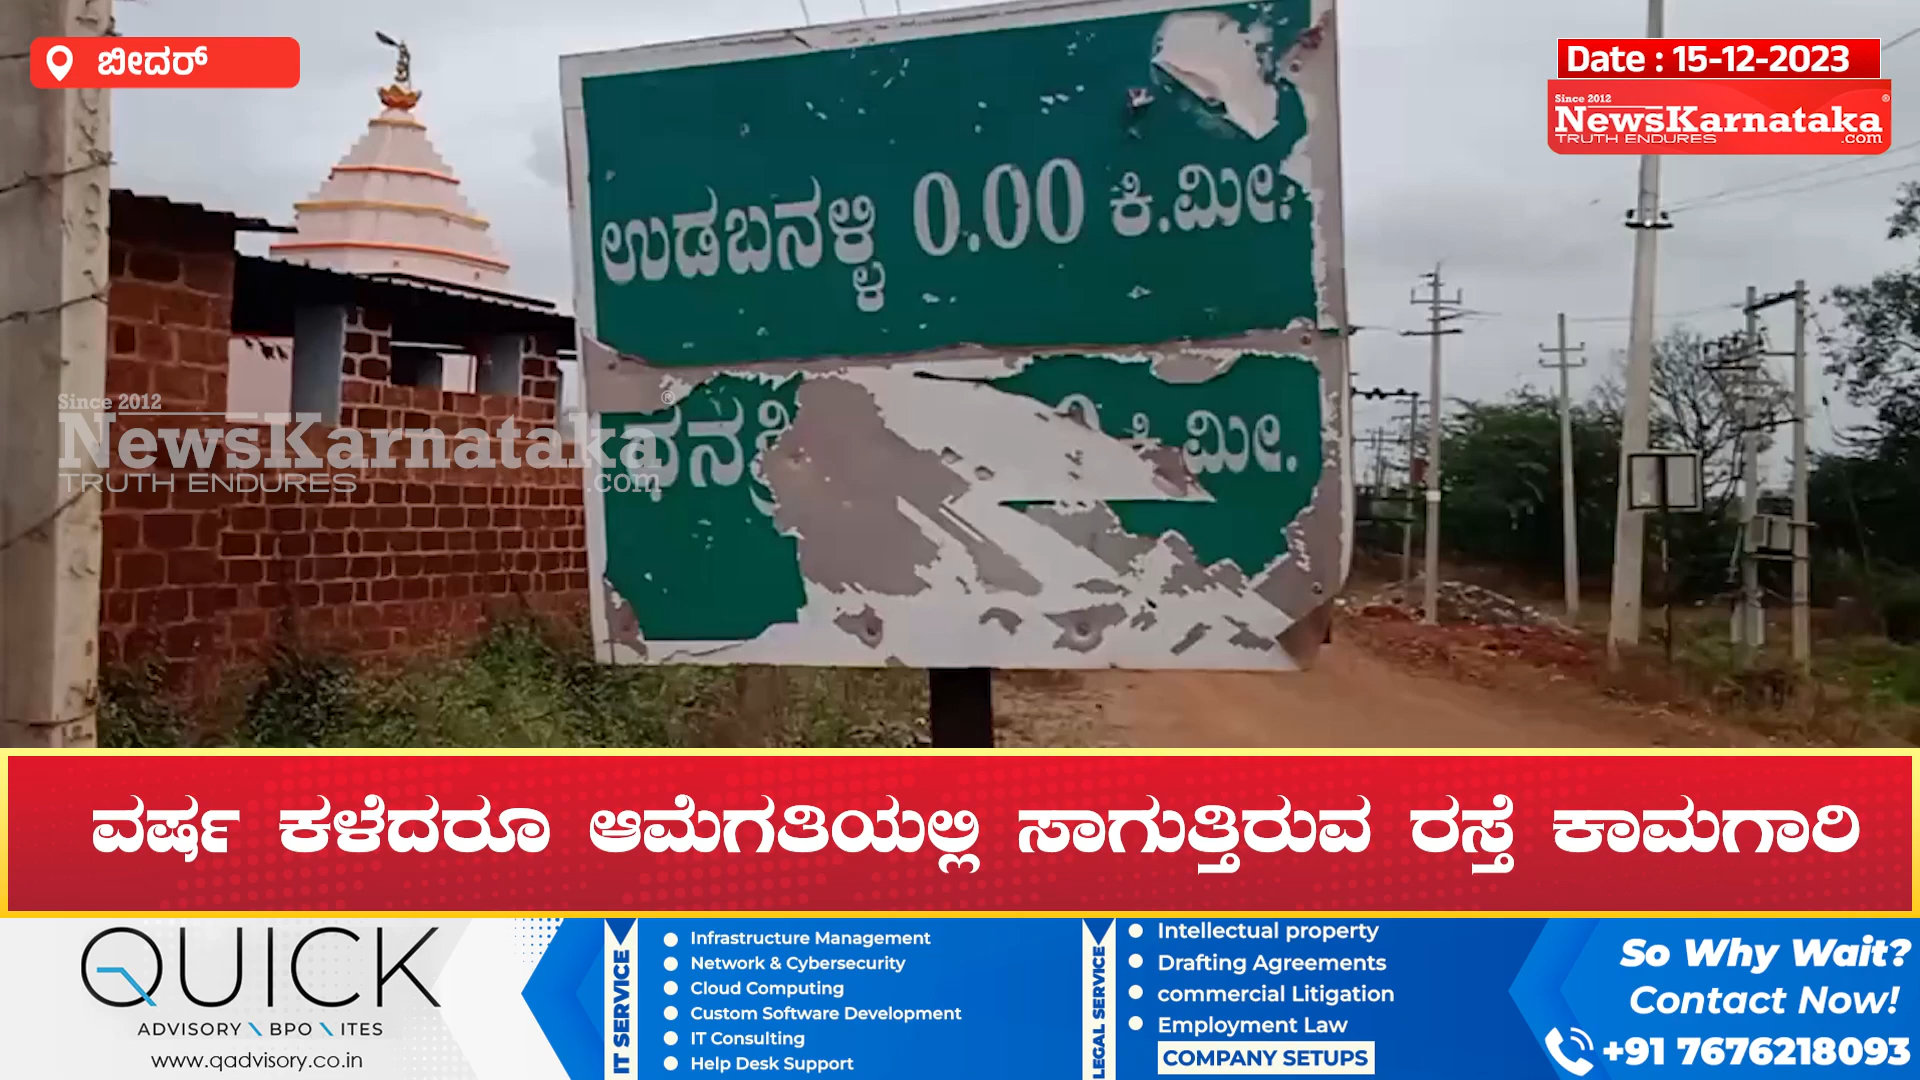 ಬೀದರ್
Date : 15-12-2023
Since 2012
NewsKarnataka
TRUTH ENDURES .com
ಉಡಬನಳ್ಳಿ 0.00 ಕಿ.ಮೀ.
ಕಿ.ಮೀ.
Since 2012
NewsKarnataka
TRUTH ENDURES .com
ವರ್ಷ ಕಳೆದರೂ ಆಮೆಗತಿಯಲ್ಲಿ ಸಾಗುತ್ತಿರುವ ರಸ್ತೆ ಕಾಮಗಾರಿ
QUICK
ADVISORY \ BPO \ ITES
www.qadvisory.co.in
IT SERVICE
Infrastructure Management
Network & Cybersecurity
Cloud Computing
Custom Software Development
IT Consulting
Help Desk Support
LEGAL SERVICE
Intellectual property
Drafting Agreements
commercial Litigation
Employment Law
COMPANY SETUPS
So Why Wait?
Contact Now!
+91 7676218093